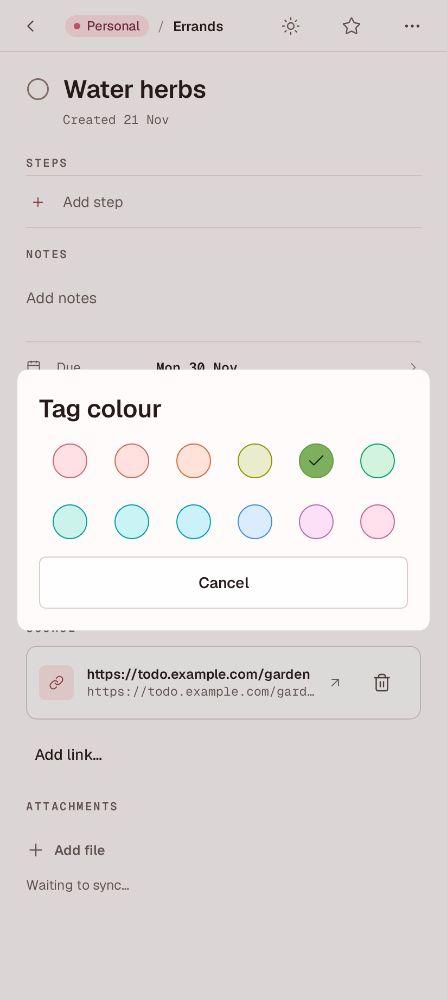 Personal / Errands
Water herbs
Created 21 Nov
STEPS
+ Add step
NOTES
Add notes
Due Mon 30 Nov
Tag colour
Cancel
https://todo.example.com/garden
https://todo.example.com/gard…
Add link…
ATTACHMENTS
+ Add file
Waiting to sync…